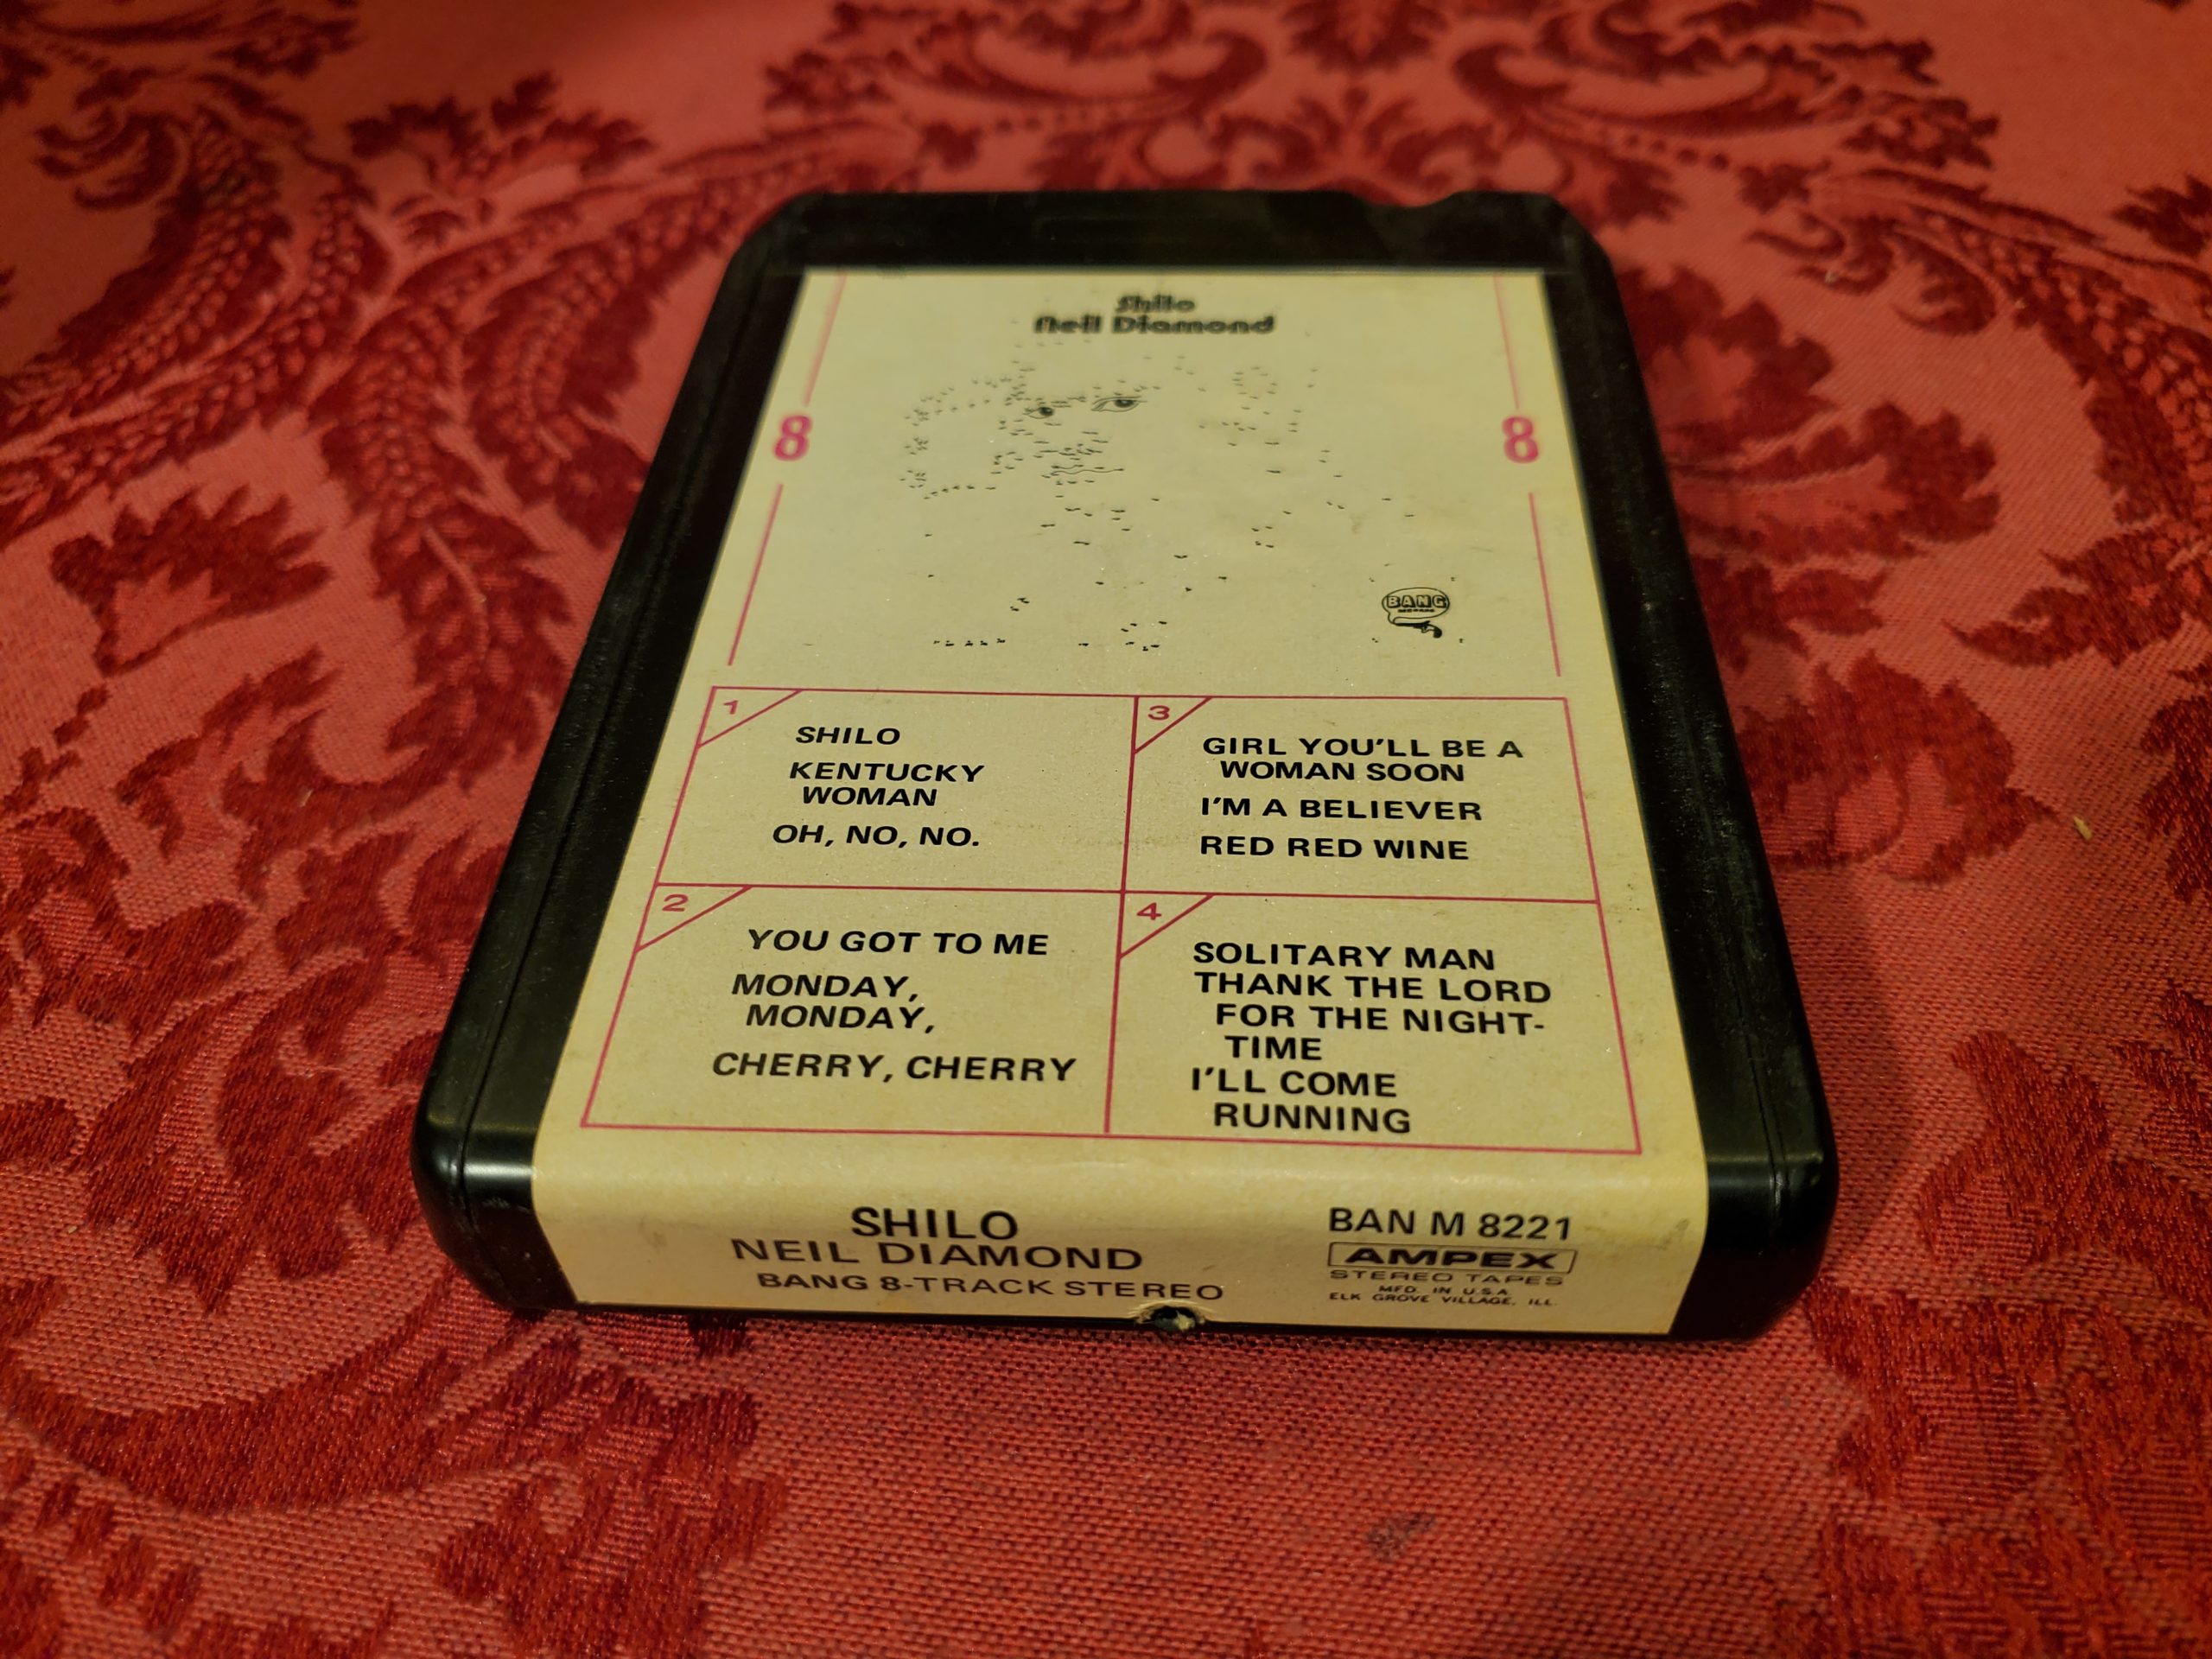 Shilo
Neil Diamond
8
8
BANG
1
SHILO
KENTUCKY
WOMAN
OH, NO, NO.
3
GIRL YOU'LL BE A
WOMAN SOON
I'M A BELIEVER
RED RED WINE
2
YOU GOT TO ME
MONDAY,
MONDAY,
CHERRY, CHERRY
4
SOLITARY MAN
THANK THE LORD
FOR THE NIGHT-
TIME
I'LL COME
RUNNING
SHILO
NEIL DIAMOND
BANG 8-TRACK STEREO
BAN M 8221
AMPEX
STEREO TAPES
MFD. IN U.S.A.
ELK GROVE VILLAGE, ILL.